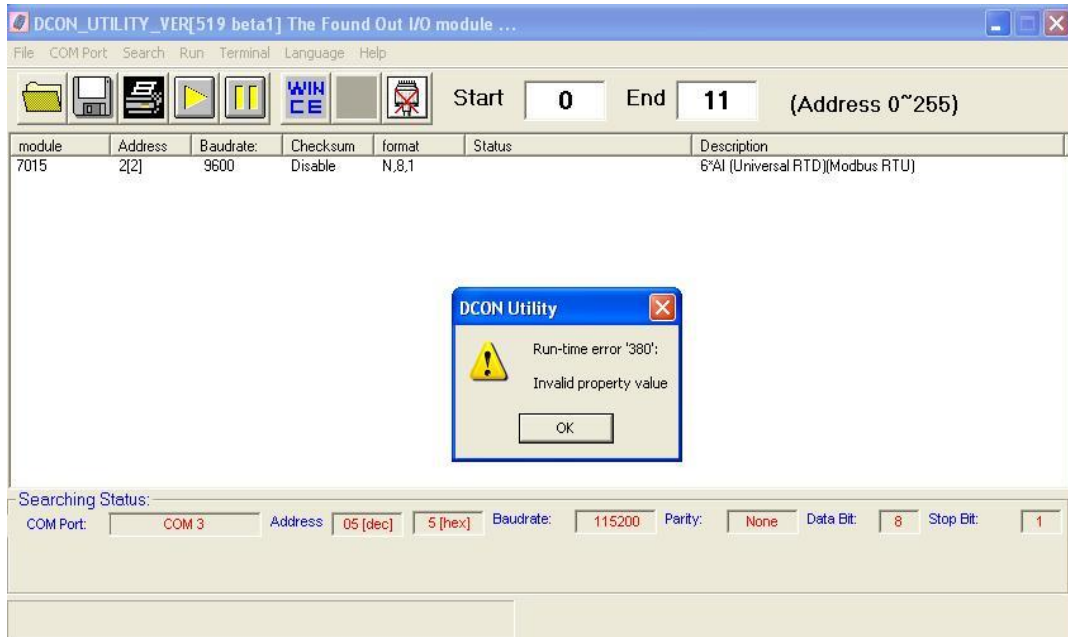 DCON_UTILITY_VER[519 beta1] The Found Out I/O module ...
File COM Port Search Run Terminal Language Help
WIN CE Start 0 End 11 (Address 0~255)
module Address Baudrate: Checksum format Status Description
7015 2[2] 9600 Disable N,8,1 6*AI (Universal RTD)(Modbus RTU)
DCON Utility
Run-time error '380':
Invalid property value
OK
Searching Status:
COM Port: COM 3 Address 05 [dec] 5 [hex] Baudrate: 115200 Parity: None Data Bit: 8 Stop Bit: 1